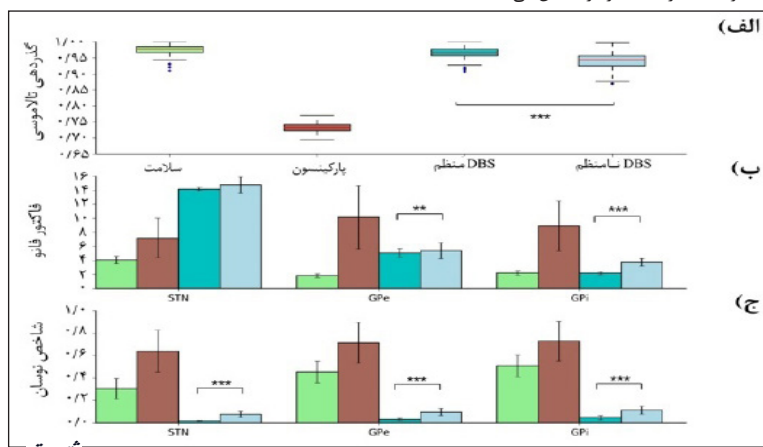 الف)
گذردهی تالاموسی
۱/۰۰
۰/۹۵
۰/۹۰
۰/۸۵
۰/۸۰
۰/۷۵
۰/۷۰
۰/۶۵
***
سلامت پارکینسون DBS منظم DBS نامنظم
ب)
فاکتور فانو
۱۶
۱۴
۱۲
۱۰
۸
۶
۴
۲
۰
** ***
STN GPe GPi
ج)
شاخص نوسان
۱/۰
۰/۸
۰/۶
۰/۴
۰/۲
۰/۰
*** *** ***
STN GPe GPi